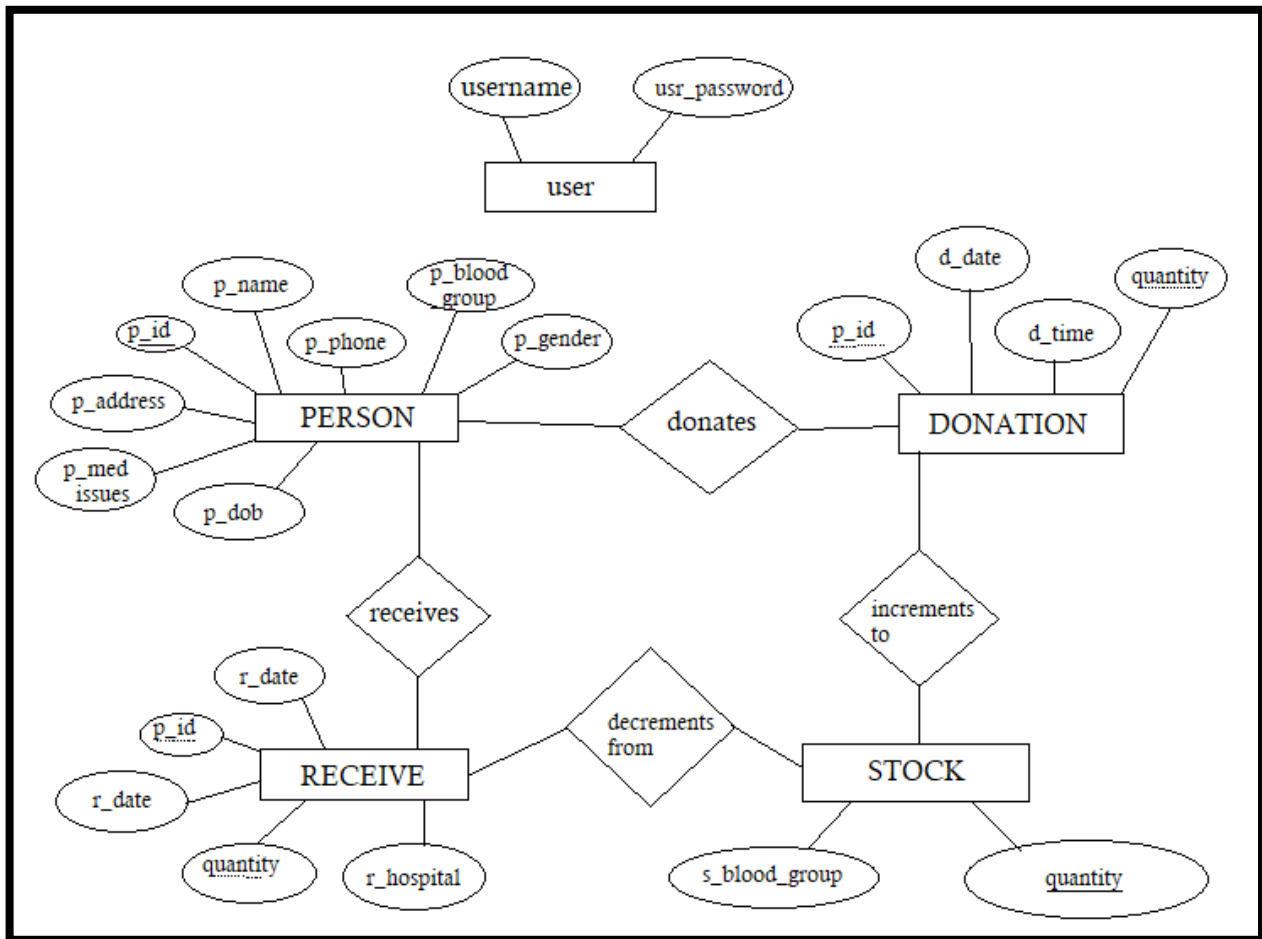 username
usr_password
user
d_date
p_blood
group
quantity
p_name
p_id
d_time
p_id
p_phone
p_gender
p_address
PERSON
donates
DONATION
p_med
issues
p_dob
receives
increments
to
r_date
p_id
decrements
from
RECEIVE
STOCK
r_date
quantity
r_hospital
s_blood_group
quantity